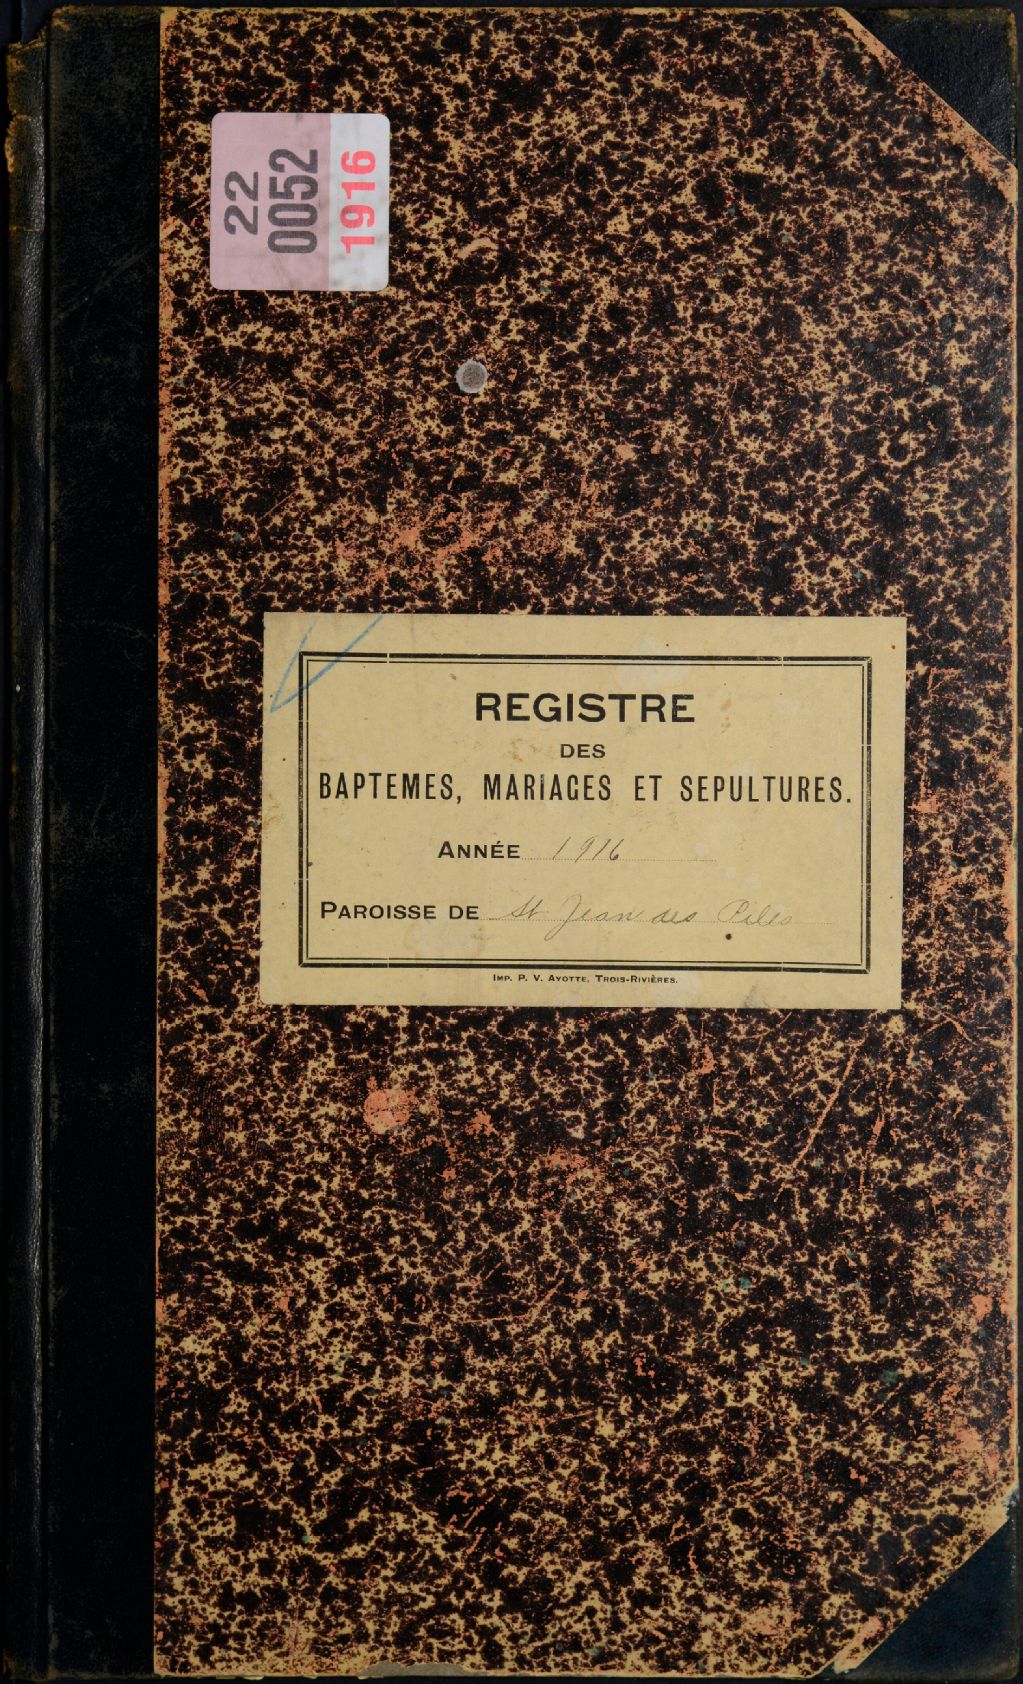 22
0052
1916
REGISTRE
DES
BAPTEMES, MARIAGES ET SEPULTURES.
ANNÉE 1916
PAROISSE DE St Jean des Piles
IMP. P. V. AYOTTE, TROIS-RIVIÈRES.